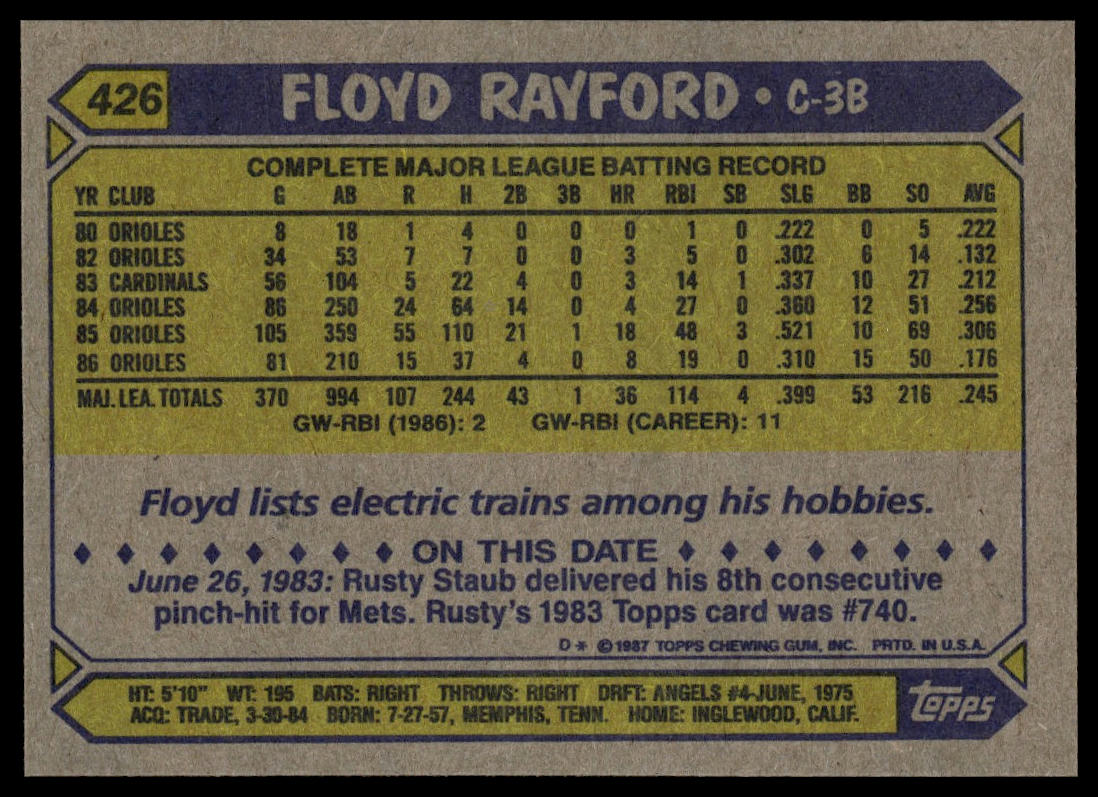 426 FLOYD RAYFORD • C-3B
COMPLETE MAJOR LEAGUE BATTING RECORD
YR CLUB G AB R H 2B 3B HR RBI SB SLG BB SO AVG
80 ORIOLES 8 18 1 4 0 0 0 1 0 .222 0 5 .222
82 ORIOLES 34 53 7 7 0 0 3 5 0 .302 6 14 .132
83 CARDINALS 56 104 5 22 4 0 3 14 1 .337 10 27 .212
84 ORIOLES 86 250 24 64 14 0 4 27 0 .360 12 51 .256
85 ORIOLES 105 359 55 110 21 1 18 48 3 .521 10 69 .306
86 ORIOLES 81 210 15 37 4 0 8 19 0 .310 15 50 .176
MAJ. LEA. TOTALS 370 994 107 244 43 1 36 114 4 .399 53 216 .245
GW-RBI (1986): 2 GW-RBI (CAREER): 11
Floyd lists electric trains among his hobbies.
♦ ♦ ♦ ♦ ♦ ♦ ♦ ♦ ON THIS DATE ♦ ♦ ♦ ♦ ♦ ♦ ♦ ♦
June 26, 1983: Rusty Staub delivered his 8th consecutive
pinch-hit for Mets. Rusty's 1983 Topps card was #740.
D* ©1987 TOPPS CHEWING GUM, INC. PRTD. IN U.S.A.
HT: 5'10" WT: 195 BATS: RIGHT THROWS: RIGHT DRFT: ANGELS #4-JUNE, 1975
ACQ: TRADE, 3-30-84 BORN: 7-27-57, MEMPHIS, TENN. HOME: INGLEWOOD, CALIF.
topps